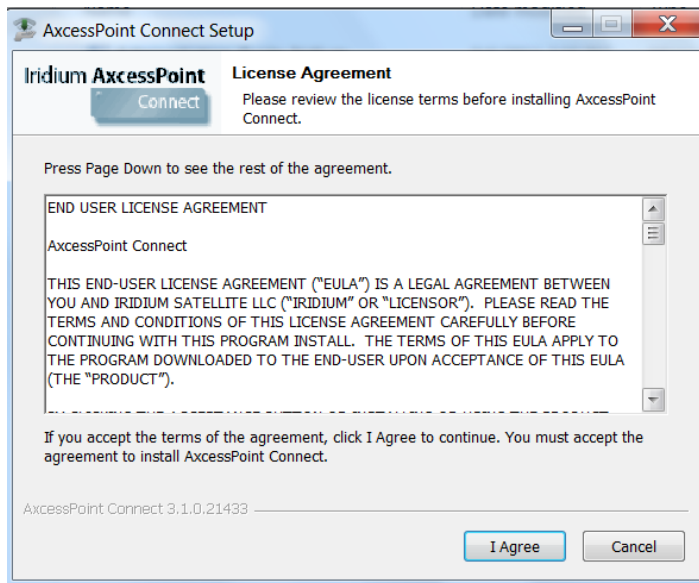 AxcessPoint Connect Setup
Iridium AxcessPoint
Connect
License Agreement
Please review the license terms before installing AxcessPoint
Connect.
Press Page Down to see the rest of the agreement.
END USER LICENSE AGREEMENT
AxcessPoint Connect
THIS END-USER LICENSE AGREEMENT (“EULA”) IS A LEGAL AGREEMENT BETWEEN
YOU AND IRIDIUM SATELLITE LLC (“IRIDIUM” OR “LICENSOR”).  PLEASE READ THE
TERMS AND CONDITIONS OF THIS LICENSE AGREEMENT CAREFULLY BEFORE
CONTINUING WITH THIS PROGRAM INSTALL.  THE TERMS OF THIS EULA APPLY TO
THE PROGRAM DOWNLOADED TO THE END-USER UPON ACCEPTANCE OF THIS EULA
(THE “PRODUCT”).
If you accept the terms of the agreement, click I Agree to continue. You must accept the
agreement to install AxcessPoint Connect.
AxcessPoint Connect 3.1.0.21433
I Agree
Cancel